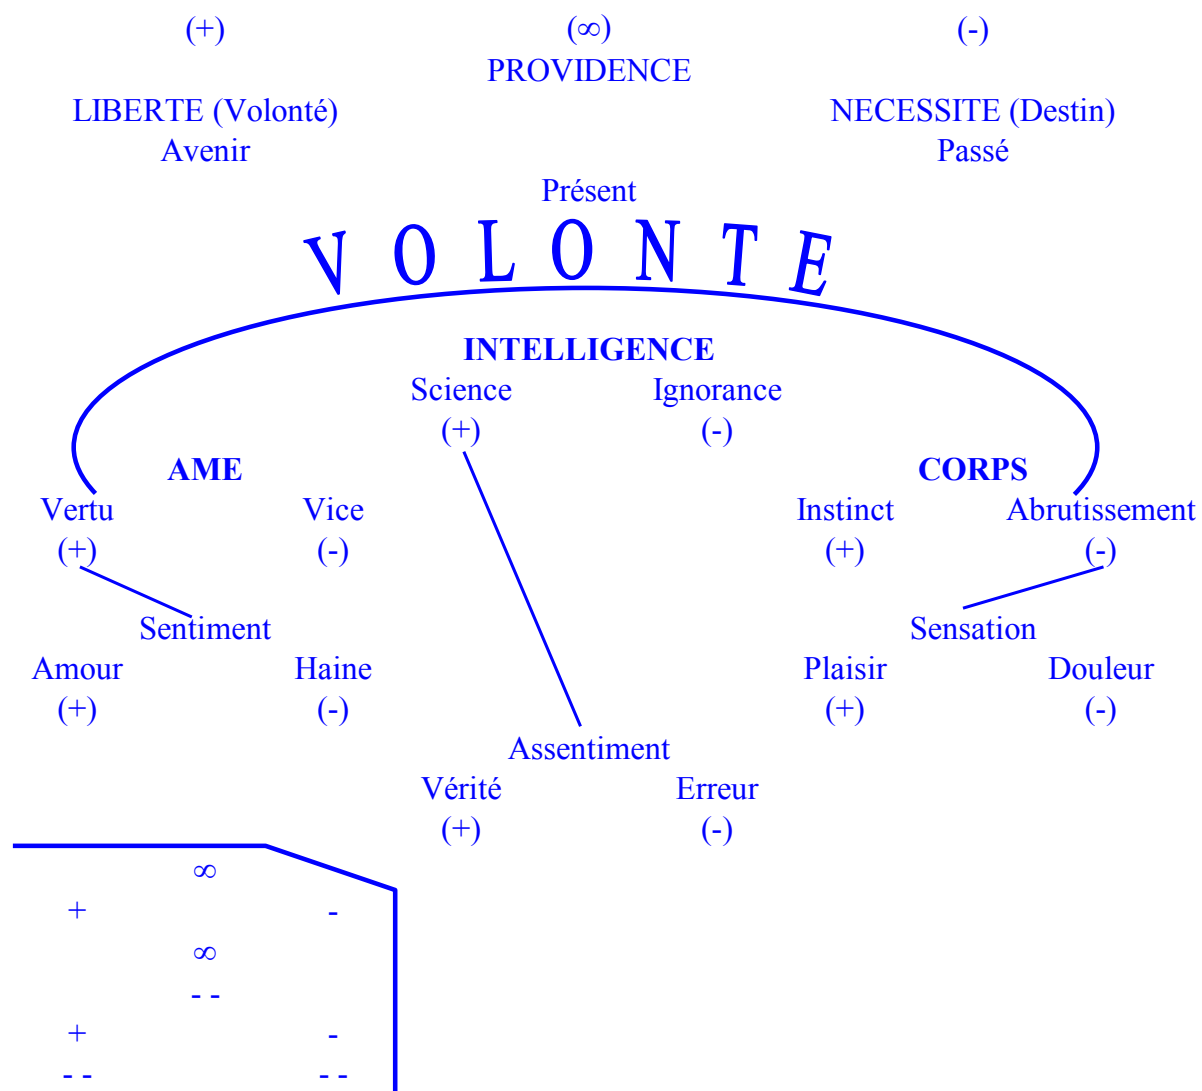 (+) (∞) (-)
PROVIDENCE
LIBERTE (Volonté) NECESSITE (Destin)
Avenir Passé
Présent
VOLONTE
INTELLIGENCE
Science Ignorance
(+) (-)
AME CORPS
Vertu Vice Instinct Abrutissement
(+) (-) (+) (-)
Sentiment Sensation
Amour Haine Plaisir Douleur
(+) (-) (+) (-)
Assentiment
Vérité Erreur
(+) (-)
∞
+ -
∞
- -
+ -
- - - -